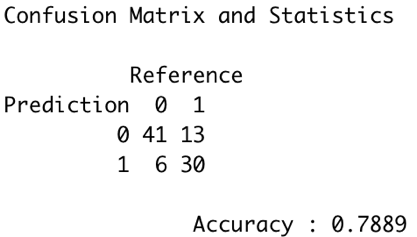 Confusion Matrix and Statistics
Reference
Prediction 0 1
0 41 13
1 6 30
Accuracy : 0.7889